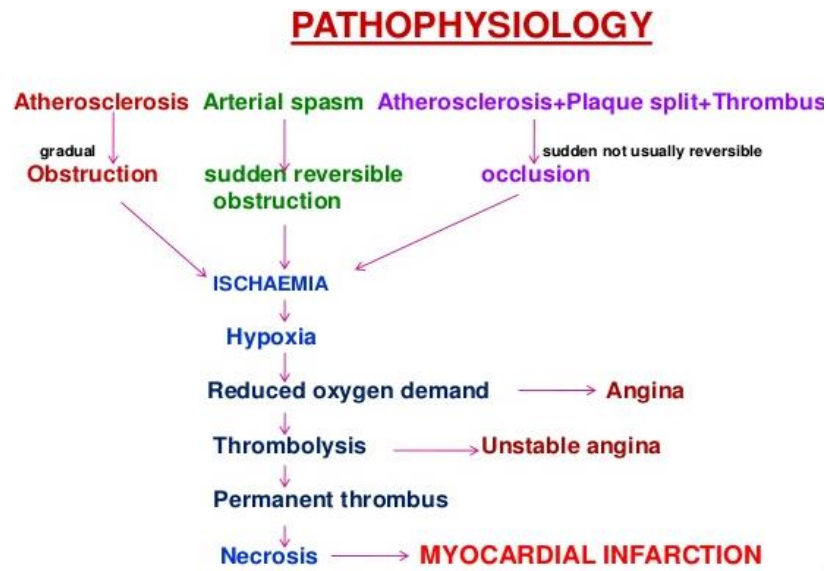 PATHOPHYSIOLOGY
Atherosclerosis Arterial spasm Atherosclerosis+Plaque split+Thrombus
gradual sudden not usually reversible
Obstruction sudden reversible occlusion
obstruction
ISCHAEMIA
Hypoxia
Reduced oxygen demand Angina
Thrombolysis Unstable angina
Permanent thrombus
Necrosis MYOCARDIAL INFARCTION